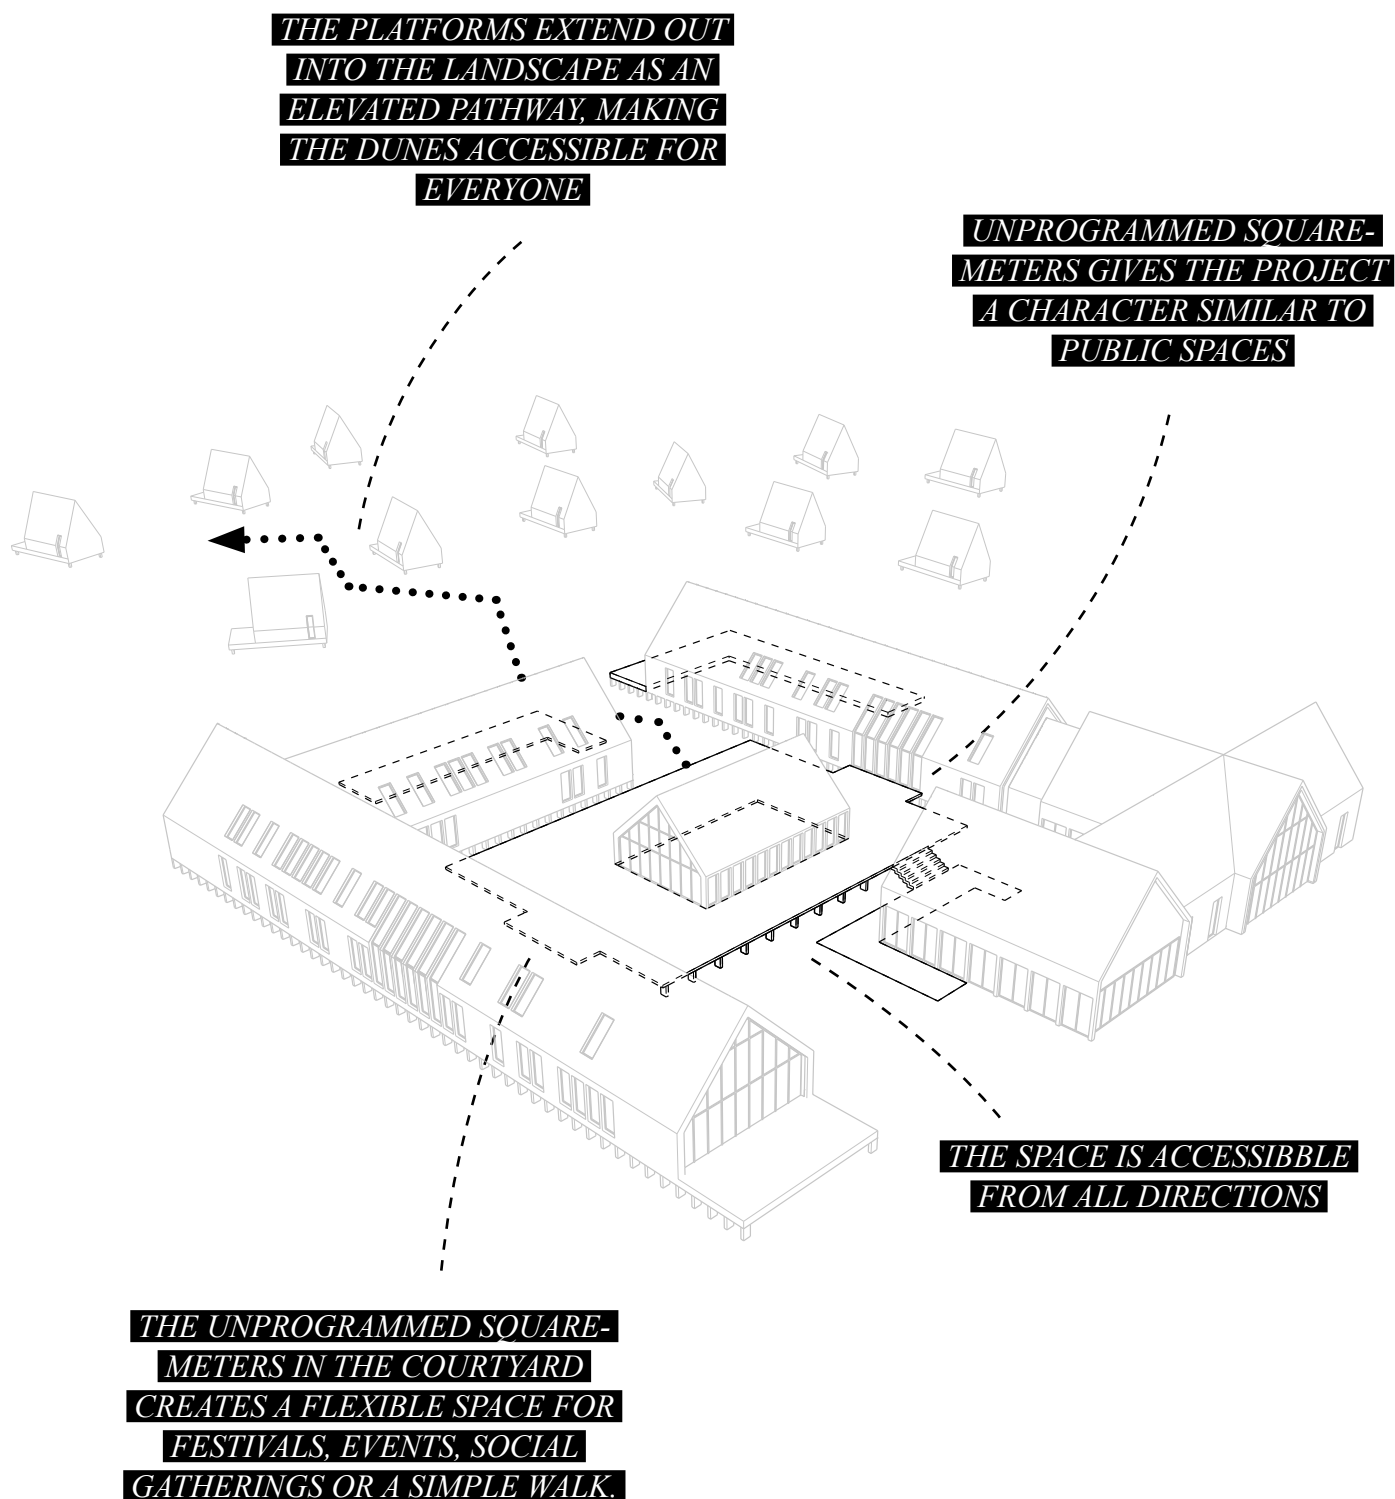 THE PLATFORMS EXTEND OUT
INTO THE LANDSCAPE AS AN
ELEVATED PATHWAY, MAKING
THE DUNES ACCESSIBLE FOR
EVERYONE
UNPROGRAMMED SQUARE-
METERS GIVES THE PROJECT
A CHARACTER SIMILAR TO
PUBLIC SPACES
THE SPACE IS ACCESSIBBLE
FROM ALL DIRECTIONS
THE UNPROGRAMMED SQUARE-
METERS IN THE COURTYARD
CREATES A FLEXIBLE SPACE FOR
FESTIVALS, EVENTS, SOCIAL
GATHERINGS OR A SIMPLE WALK.